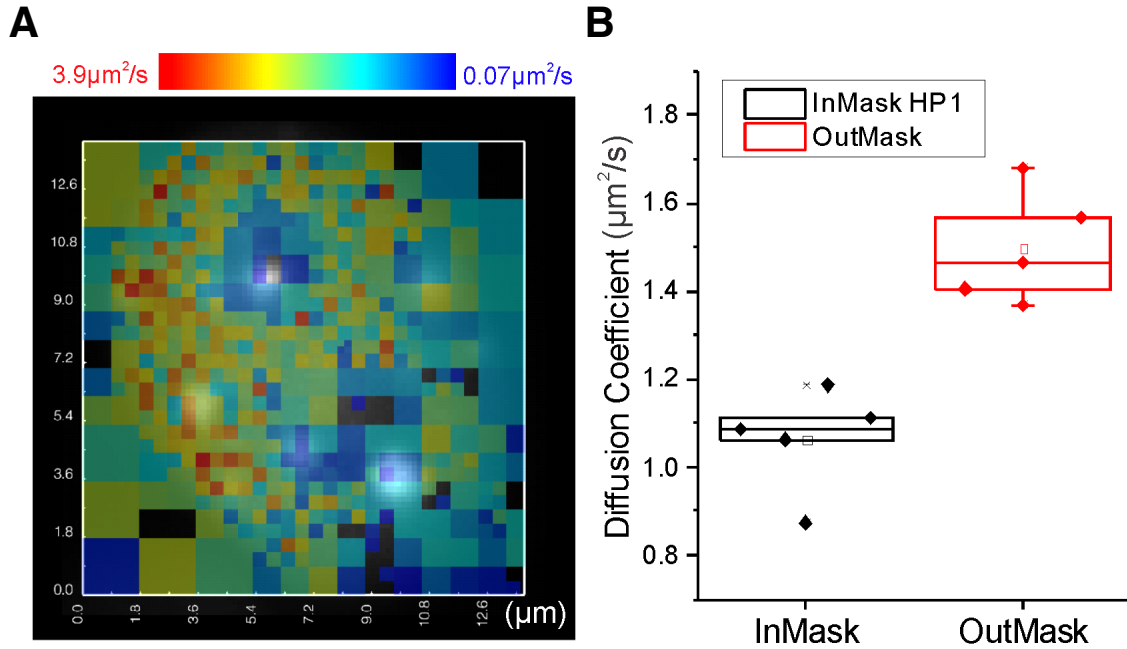 A
3.9µm²/s
0.07µm²/s
12.6
10.8
9.0
7.2
5.4
3.6
1.8
0.0
0.0
1.8
3.6
5.4
7.2
9.0
10.8
12.6
(µm)
B
InMask HP1
OutMask
Diffusion Coefficient (µm²/s)
1.8
1.6
1.4
1.2
1.0
0.8
InMask
OutMask